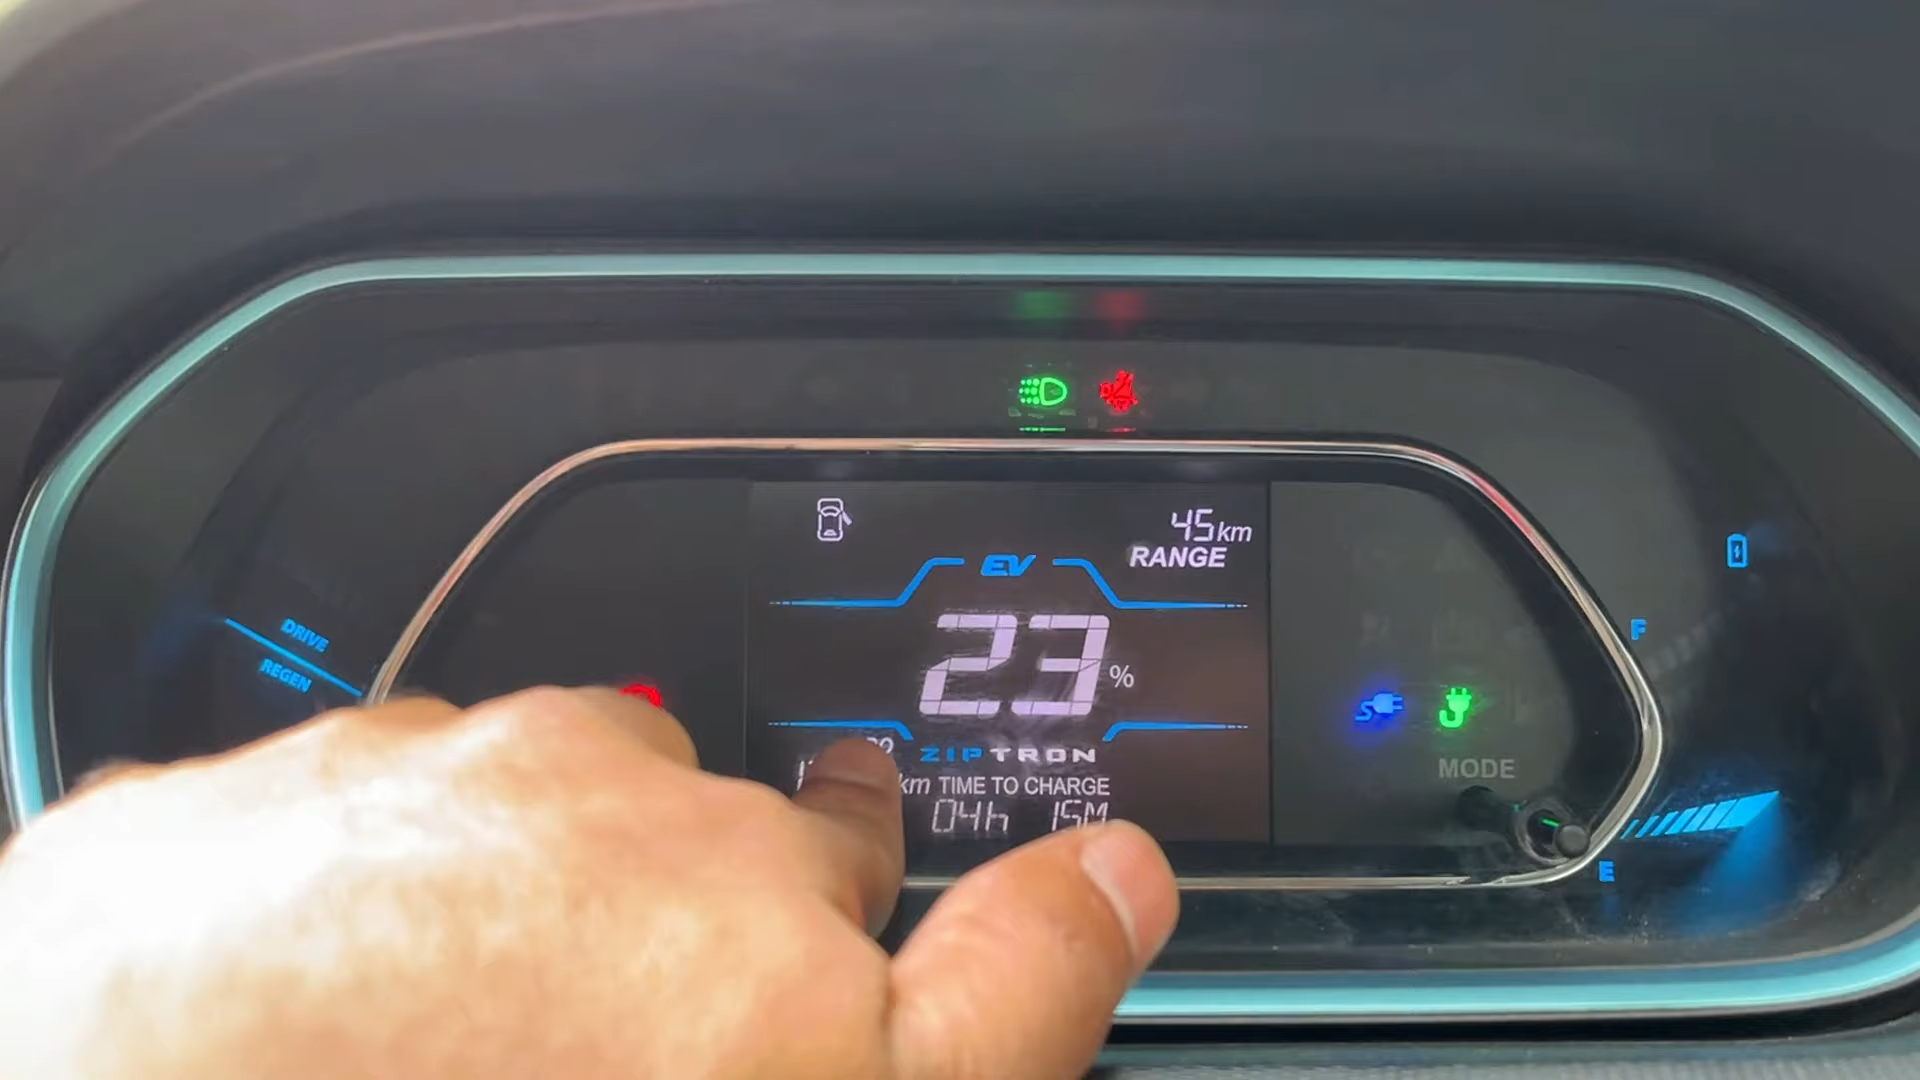 45km
RANGE
EV
DRIVE
REGEN
F
23%
ZIPTRON
km TIME TO CHARGE
04h 15M
MODE
E